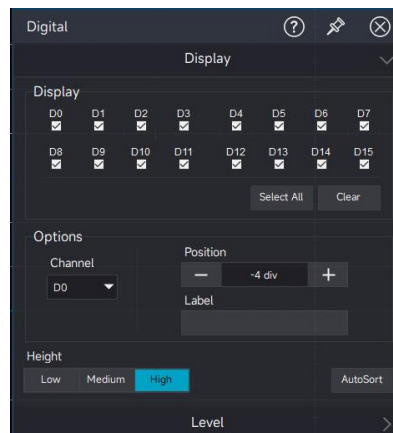 Digital ?
Display
Display
D0 D1 D2 D3 D4 D5 D6 D7
D8 D9 D10 D11 D12 D13 D14 D15
Select All Clear
Options
Channel
D0
Position
-4 div
Label
Height
Low Medium High
AutoSort
Level